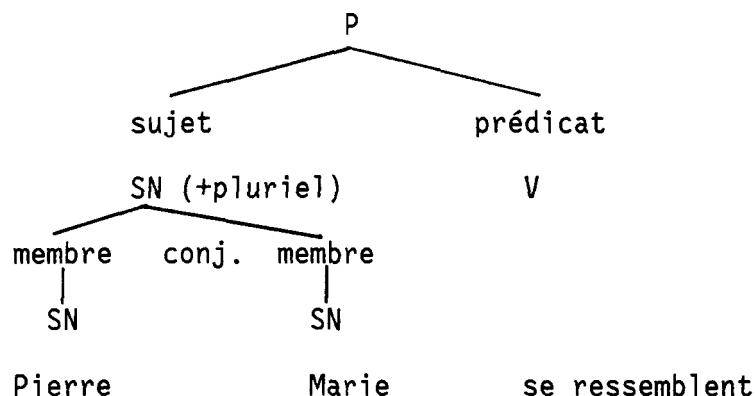 P
sujet prédicat
SN (+pluriel) V
membre conj. membre
SN SN
Pierre Marie se ressemblent